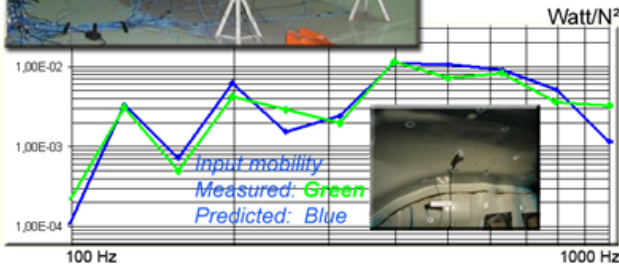 Watt/N²
1,00E-02
1,00E-03
Input mobility
Measured: Green
Predicted: Blue
1,00E-04
100 Hz
1000 Hz